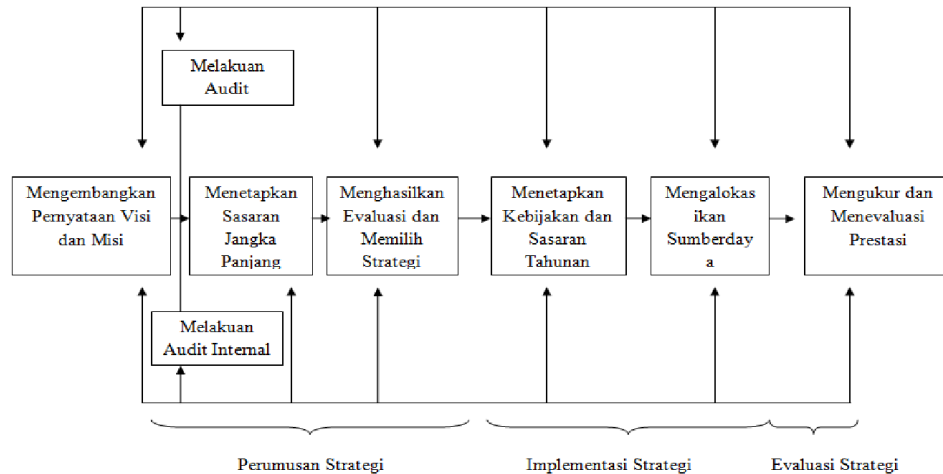 Melakuan
Audit
Mengembangkan
Pernyataan Visi
dan Misi
Menetapkan
Sasaran
Jangka
Panjang
Menghasilkan
Evaluasi dan
Memilih
Strategi
Menetapkan
Kebijakan dan
Sasaran
Tahunan
Mengalokas
ikan
Sumberday
a
Mengukur dan
Menevaluasi
Prestasi
Melakuan
Audit Internal
Perumusan Strategi
Implementasi Strategi
Evaluasi Strategi